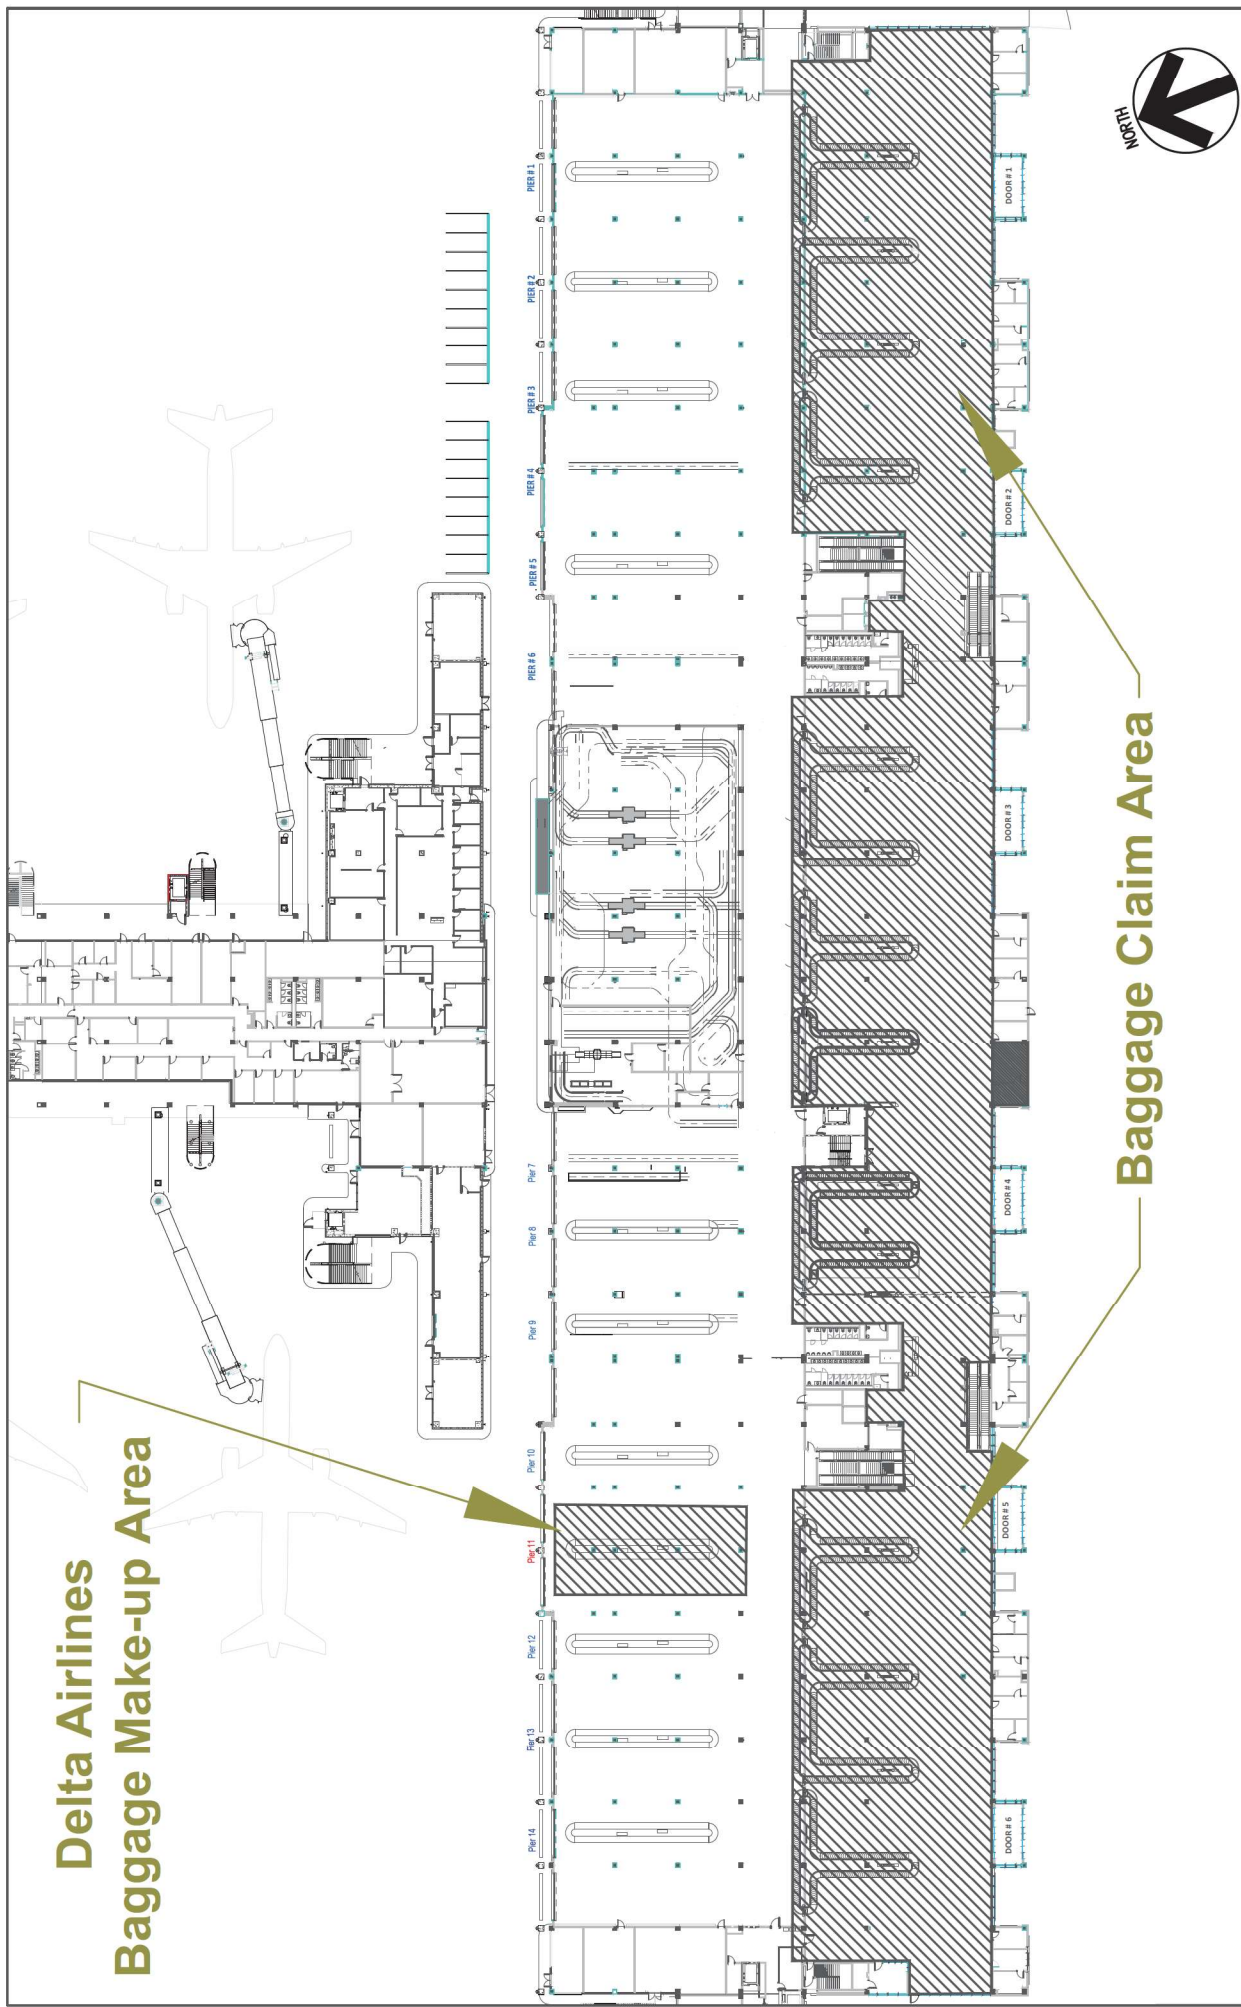 Delta Airlines
Baggage Make-up Area
Baggage Claim Area
NORTH
PIER # 1
PIER # 2
PIER # 3
PIER # 4
PIER # 5
PIER # 6
Pier 7
Pier 8
Pier 9
Pier 10
Pier 11
Pier 12
Pier 13
Pier 14
DOOR # 1
DOOR # 2
DOOR # 3
DOOR # 4
DOOR # 5
DOOR # 6